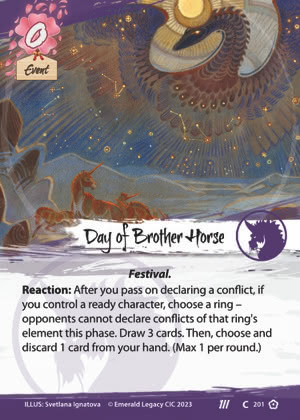 0
Event
Day of Brother Horse
Festival.
Reaction: After you pass on declaring a conflict, if
you control a ready character, choose a ring –
opponents cannot declare conflicts of that ring's
element this phase. Draw 3 cards. Then, choose and
discard 1 card from your hand. (Max 1 per round.)
ILLUS: Svetlana Ignatova © Emerald Legacy CIC 2023 C 201